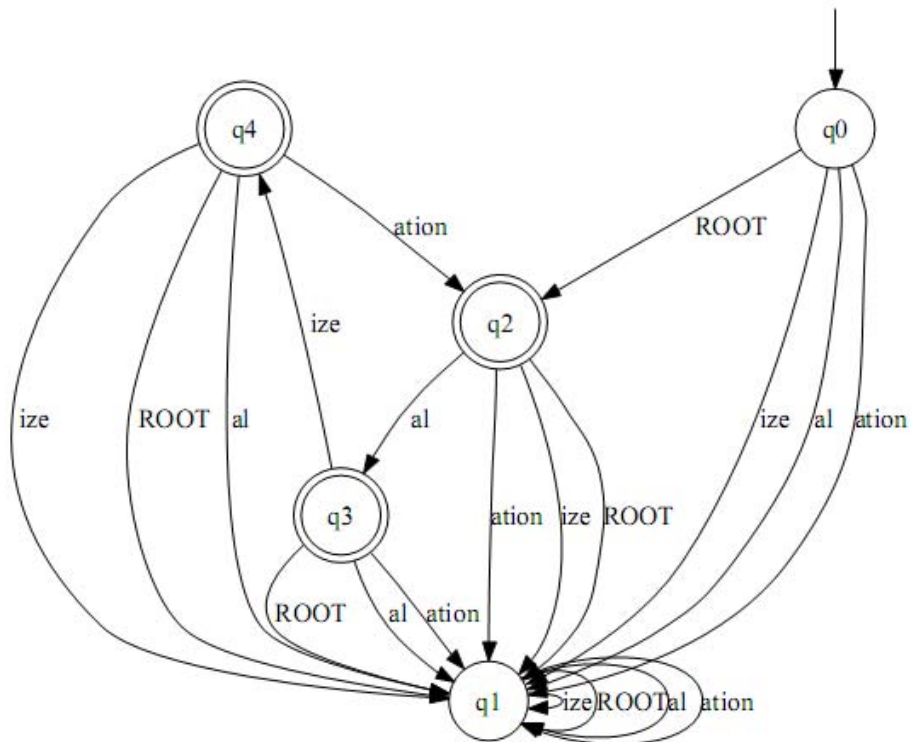 q4
q0
ation
ROOT
q2
ize
ize
ROOT
al
al
ize
al
ation
q3
ation
ize
ROOT
ROOT
al
ation
q1
ize
ROOT
al
ation